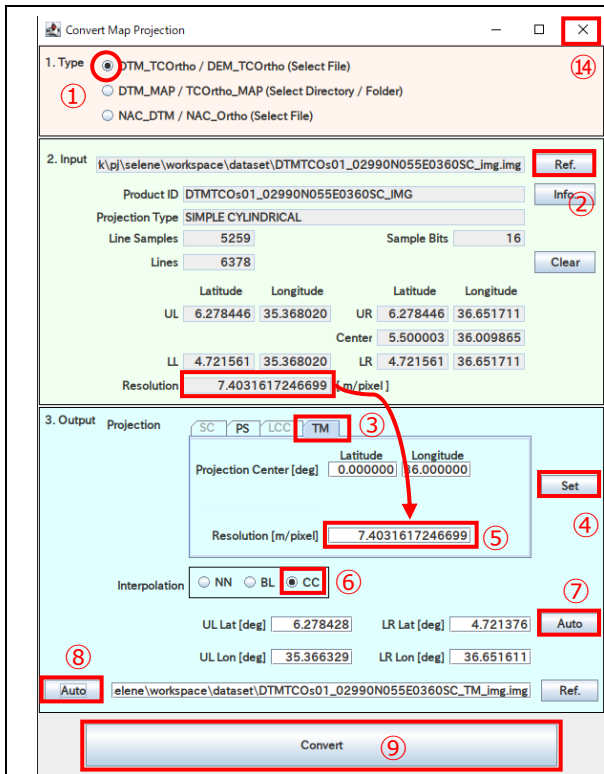 Convert Map Projection
⑭
1. Type DTM_TCOrtho / DEM_TCOrtho (Select File)
① DTM_MAP / TCOrtho_MAP (Select Directory / Folder)
NAC_DTM / NAC_Ortho (Select File)
2. Input k\pj\selene\workspace\dataset\DTMTCOs01_02990N055E0360SC_img.img Ref.
Product ID DTMTCOs01_02990N055E0360SC_IMG Info. ②
Projection Type SIMPLE CYLINDRICAL
Line Samples 5259 Sample Bits 16
Lines 6378 Clear
Latitude Longitude Latitude Longitude
UL 6.278446 35.368020 UR 6.278446 36.651711
Center 5.500003 36.009865
LL 4.721561 35.368020 LR 4.721561 36.651711
Resolution 7.4031617246699 [m/pixel]
3. Output Projection SC PS LCC TM ③
Latitude Longitude
Projection Center [deg] 0.000000 36.000000
Set
④
Resolution [m/pixel] 7.4031617246699 ⑤
Interpolation NN BL CC ⑥
⑦
UL Lat [deg] 6.278428 LR Lat [deg] 4.721376 Auto
⑧ UL Lon [deg] 35.366329 LR Lon [deg] 36.651611
Auto elene\workspace\dataset\DTMTCOs01_02990N055E0360SC_TM_img.img Ref.
Convert ⑨